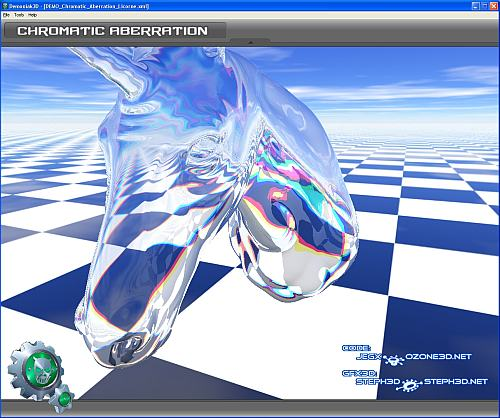 Demoniak3D - [DEMO_Chromatic_Aberration_Licorne.xml]
File Tools Help
CHROMATIC ABERRATION
CODE:
JEGX OZONE3D.NET
GFX3D:
STEPH3D STEPH3D.NET